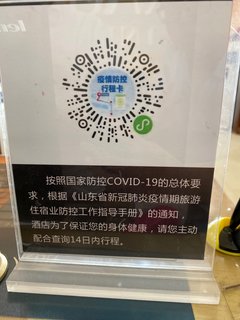 疫情防控
行程卡
按照国家防控COVID-19的总体要
求，根据《山东省新冠肺炎疫情期旅游
住宿业防控工作指导手册》的通知，
酒店为了保证您的身体健康，请您主动
配合查询14日内行程。